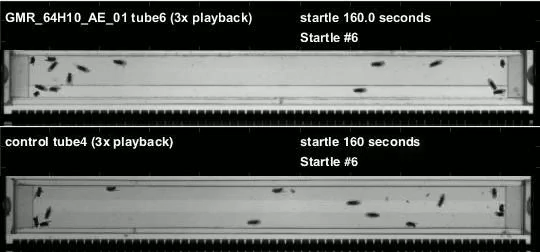 GMR_64H10_AE_01 tube6 (3x playback)
startle 160.0 seconds
Startle #6
control tube4 (3x playback)
startle 160 seconds
Startle #6